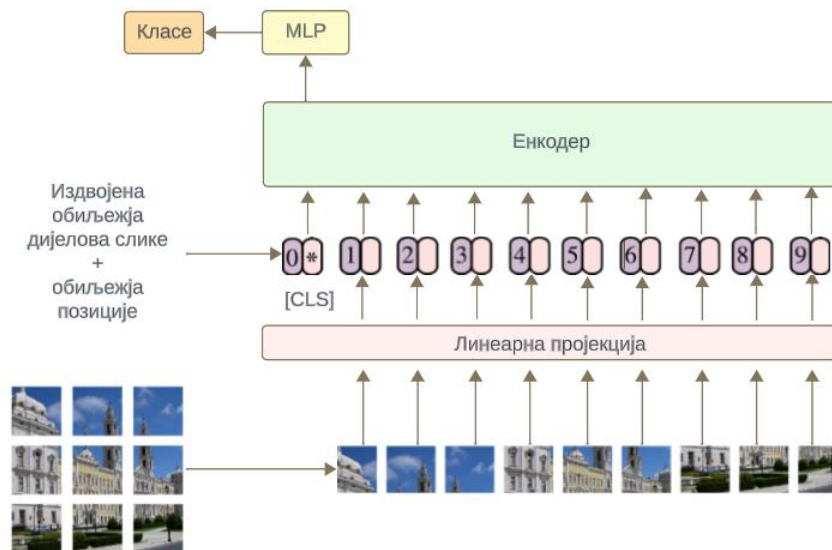 Класе
MLP
Енкодер
Издвојена
обиљежја
дијелова слике
+
обиљежја
позиције
0 * 1 2 3 4 5 6 7 8 9
[CLS]
Линеарна пројекција